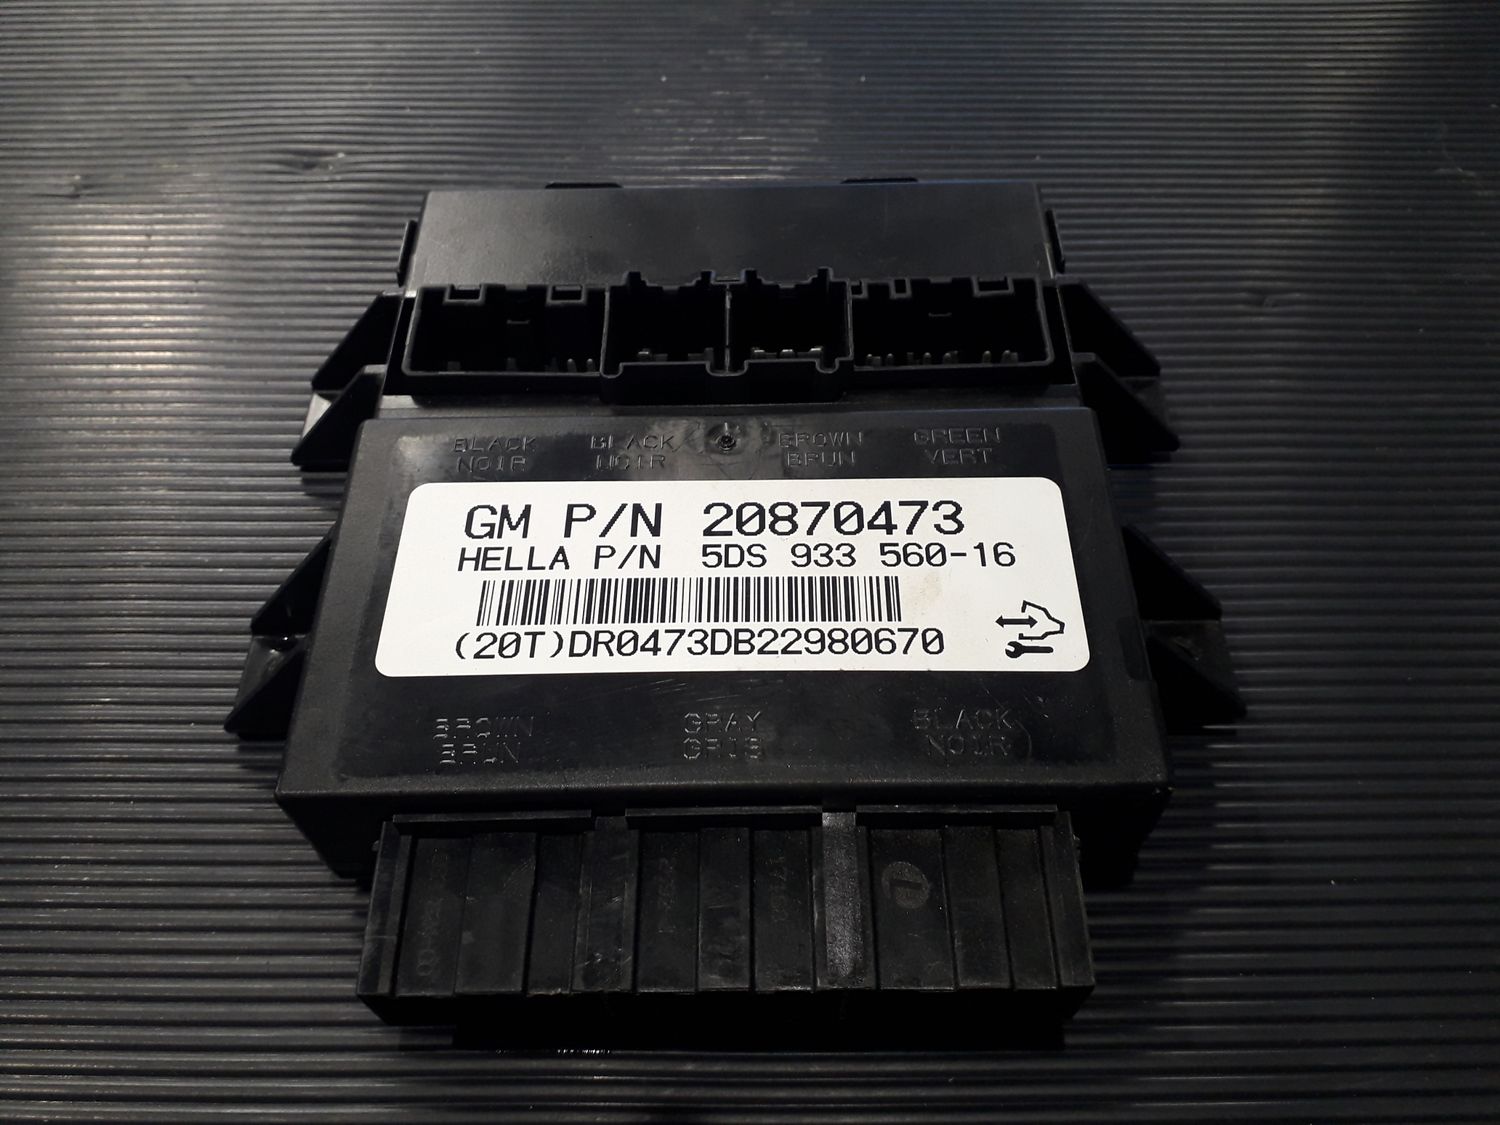 BLACK BLACK BROWN GREEN
NOIR NOIR BRUN VERT
GM P/N 20870473
HELLA P/N 5DS 933 560-16
(20T)DR0473DB22980670
BROWN GRAY BLACK
BRUN GRIS NOIR